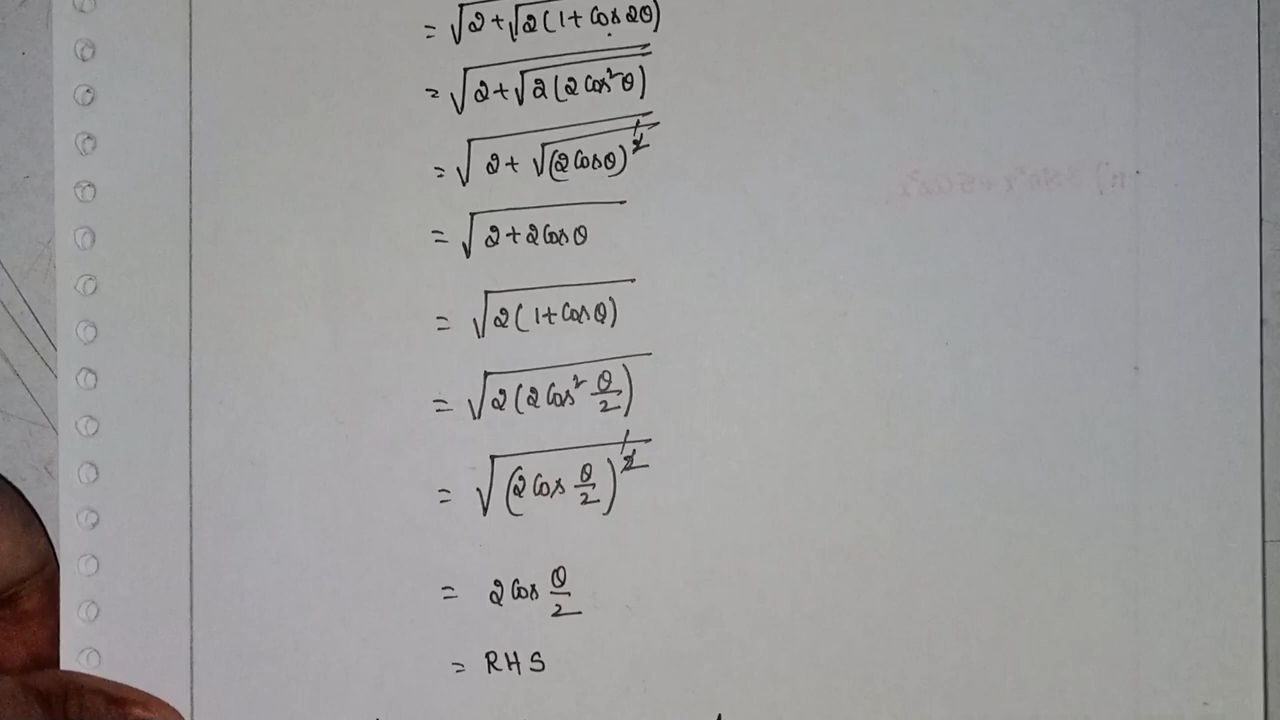 = √2+√2(1+Cos2θ)
= √2+√2(2Cos²θ)
= √2+√(2Cosθ)²
= √2+2Cosθ
= √2(1+Cosθ)
= √2(2Cos² θ/2)
= √(2Cos θ/2)²
= 2Cos θ/2
= RHS